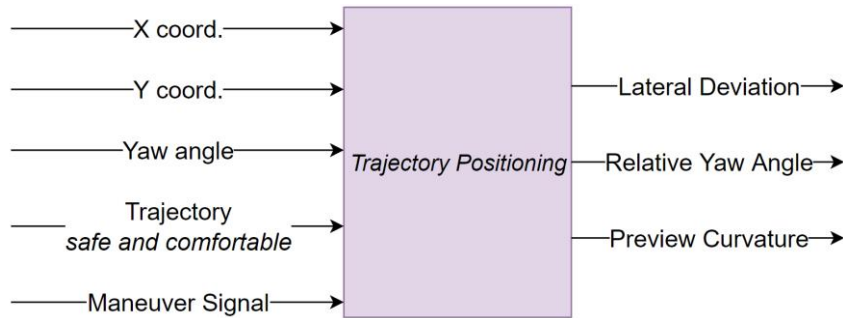 X coord.
Y coord.
Yaw angle
Trajectory
safe and comfortable
Maneuver Signal
Trajectory Positioning
Lateral Deviation
Relative Yaw Angle
Preview Curvature